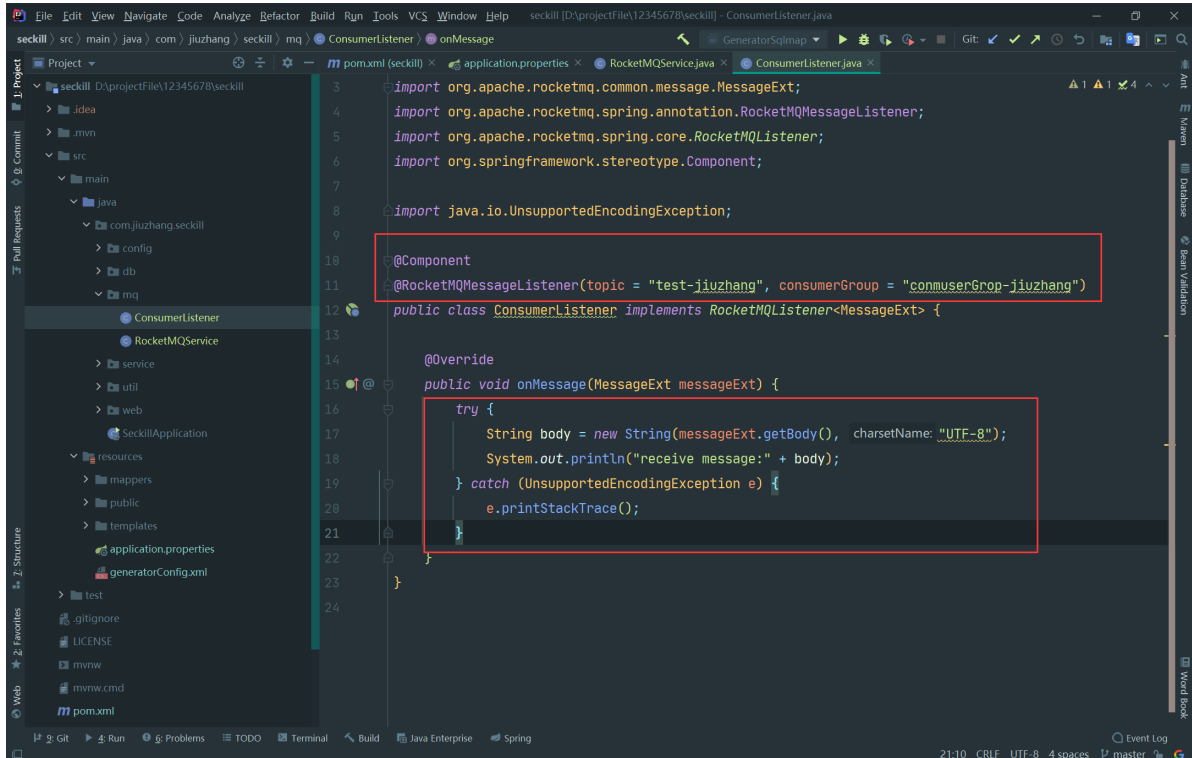 File Edit View Navigate Code Analyze Refactor Build Run Tools VCS Window Help seckill [D:\projectFile\12345678\seckill] - ConsumerListener.java
seckill src main java com jiuzhang seckill mq ConsumerListener onMessage GeneratorSqlmap Git:
Project
pom.xml (seckill) application.properties RocketMQService.java ConsumerListener.java
seckill D:\projectFile\12345678\seckill
.idea
.mvn
src
main
java
com.jiuzhang.seckill
config
db
mq
ConsumerListener
RocketMQService
service
util
web
SeckillApplication
resources
mappers
public
templates
application.properties
generatorConfig.xml
test
.gitignore
LICENSE
mvnw
mvnw.cmd
pom.xml
1: Project
0: Commit
Pull Requests
7: Structure
2: Favorites
Web
1 1 4
3 import org.apache.rocketmq.common.message.MessageExt;
4 import org.apache.rocketmq.spring.annotation.RocketMQMessageListener;
5 import org.apache.rocketmq.spring.core.RocketMQListener;
6 import org.springframework.stereotype.Component;
7
8 import java.io.UnsupportedEncodingException;
9
10 @Component
11 @RocketMQMessageListener(topic = "test-jiuzhang", consumerGroup = "conmuserGrop-jiuzhang")
12 public class ConsumerListener implements RocketMQListener<MessageExt> {
13
14 @Override
15 @ public void onMessage(MessageExt messageExt) {
16 try {
17 String body = new String(messageExt.getBody(), charsetName: "UTF-8");
18 System.out.println("receive message:" + body);
19 } catch (UnsupportedEncodingException e) {
20 e.printStackTrace();
21 }
22 }
23 }
24
Ant
Maven
Database
Bean Validation
Word Book
9: Git 4: Run 6: Problems TODO Terminal Build Java Enterprise Spring Event Log
21:10 CRLF UTF-8 4 spaces master